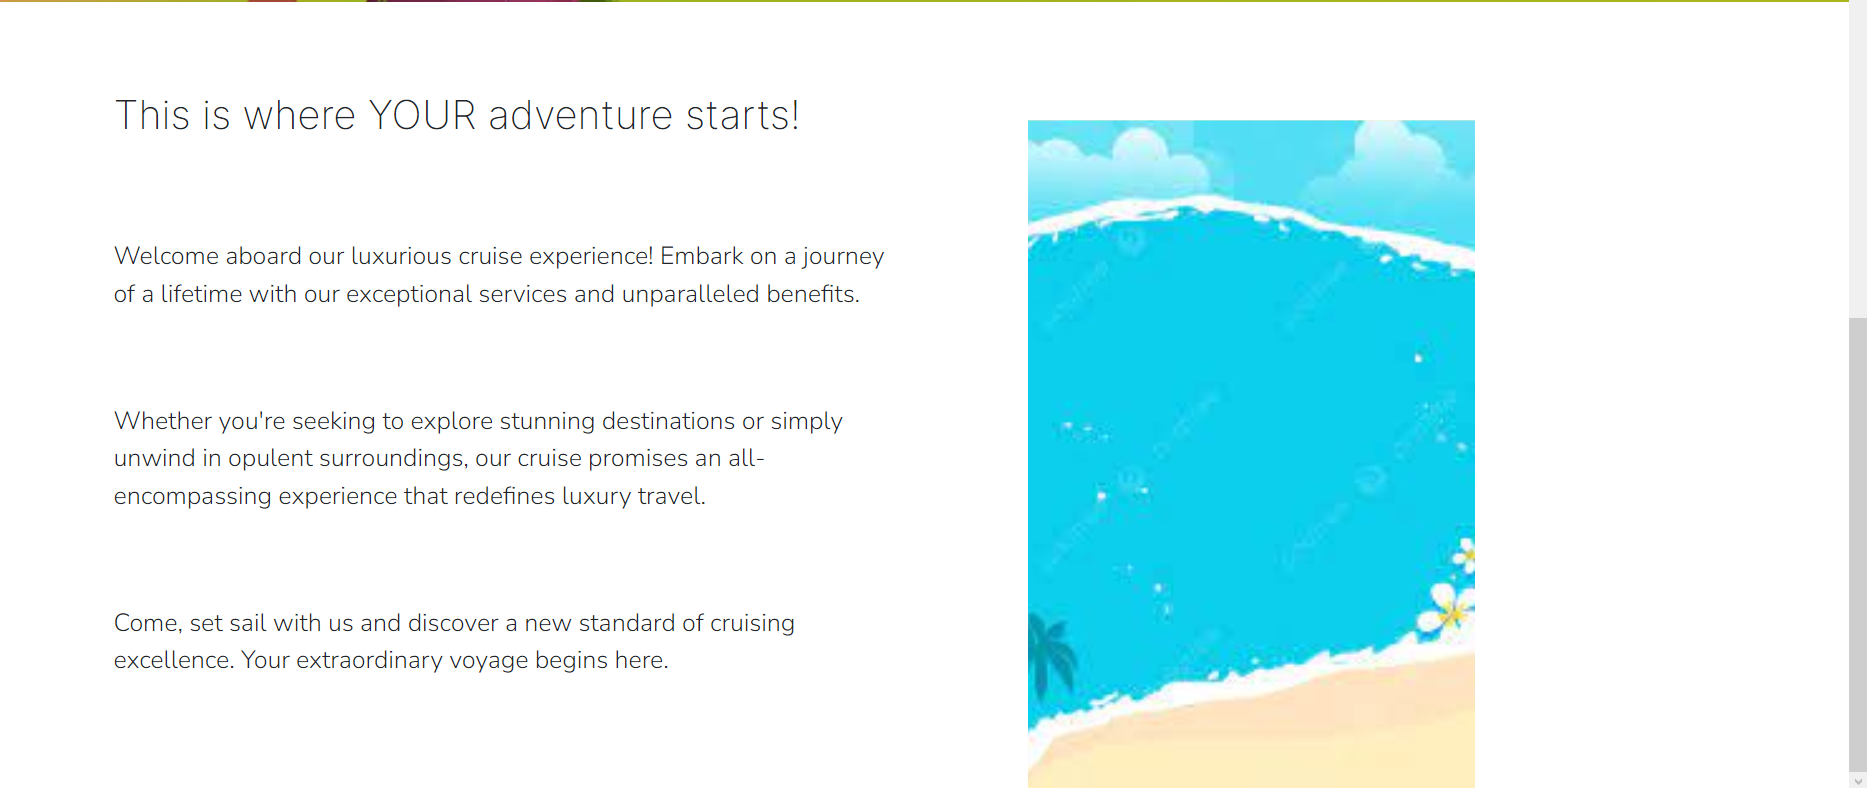 This is where YOUR adventure starts!
Welcome aboard our luxurious cruise experience! Embark on a journey
of a lifetime with our exceptional services and unparalleled benefits.
Whether you're seeking to explore stunning destinations or simply
unwind in opulent surroundings, our cruise promises an all-
encompassing experience that redefines luxury travel.
Come, set sail with us and discover a new standard of cruising
excellence. Your extraordinary voyage begins here.